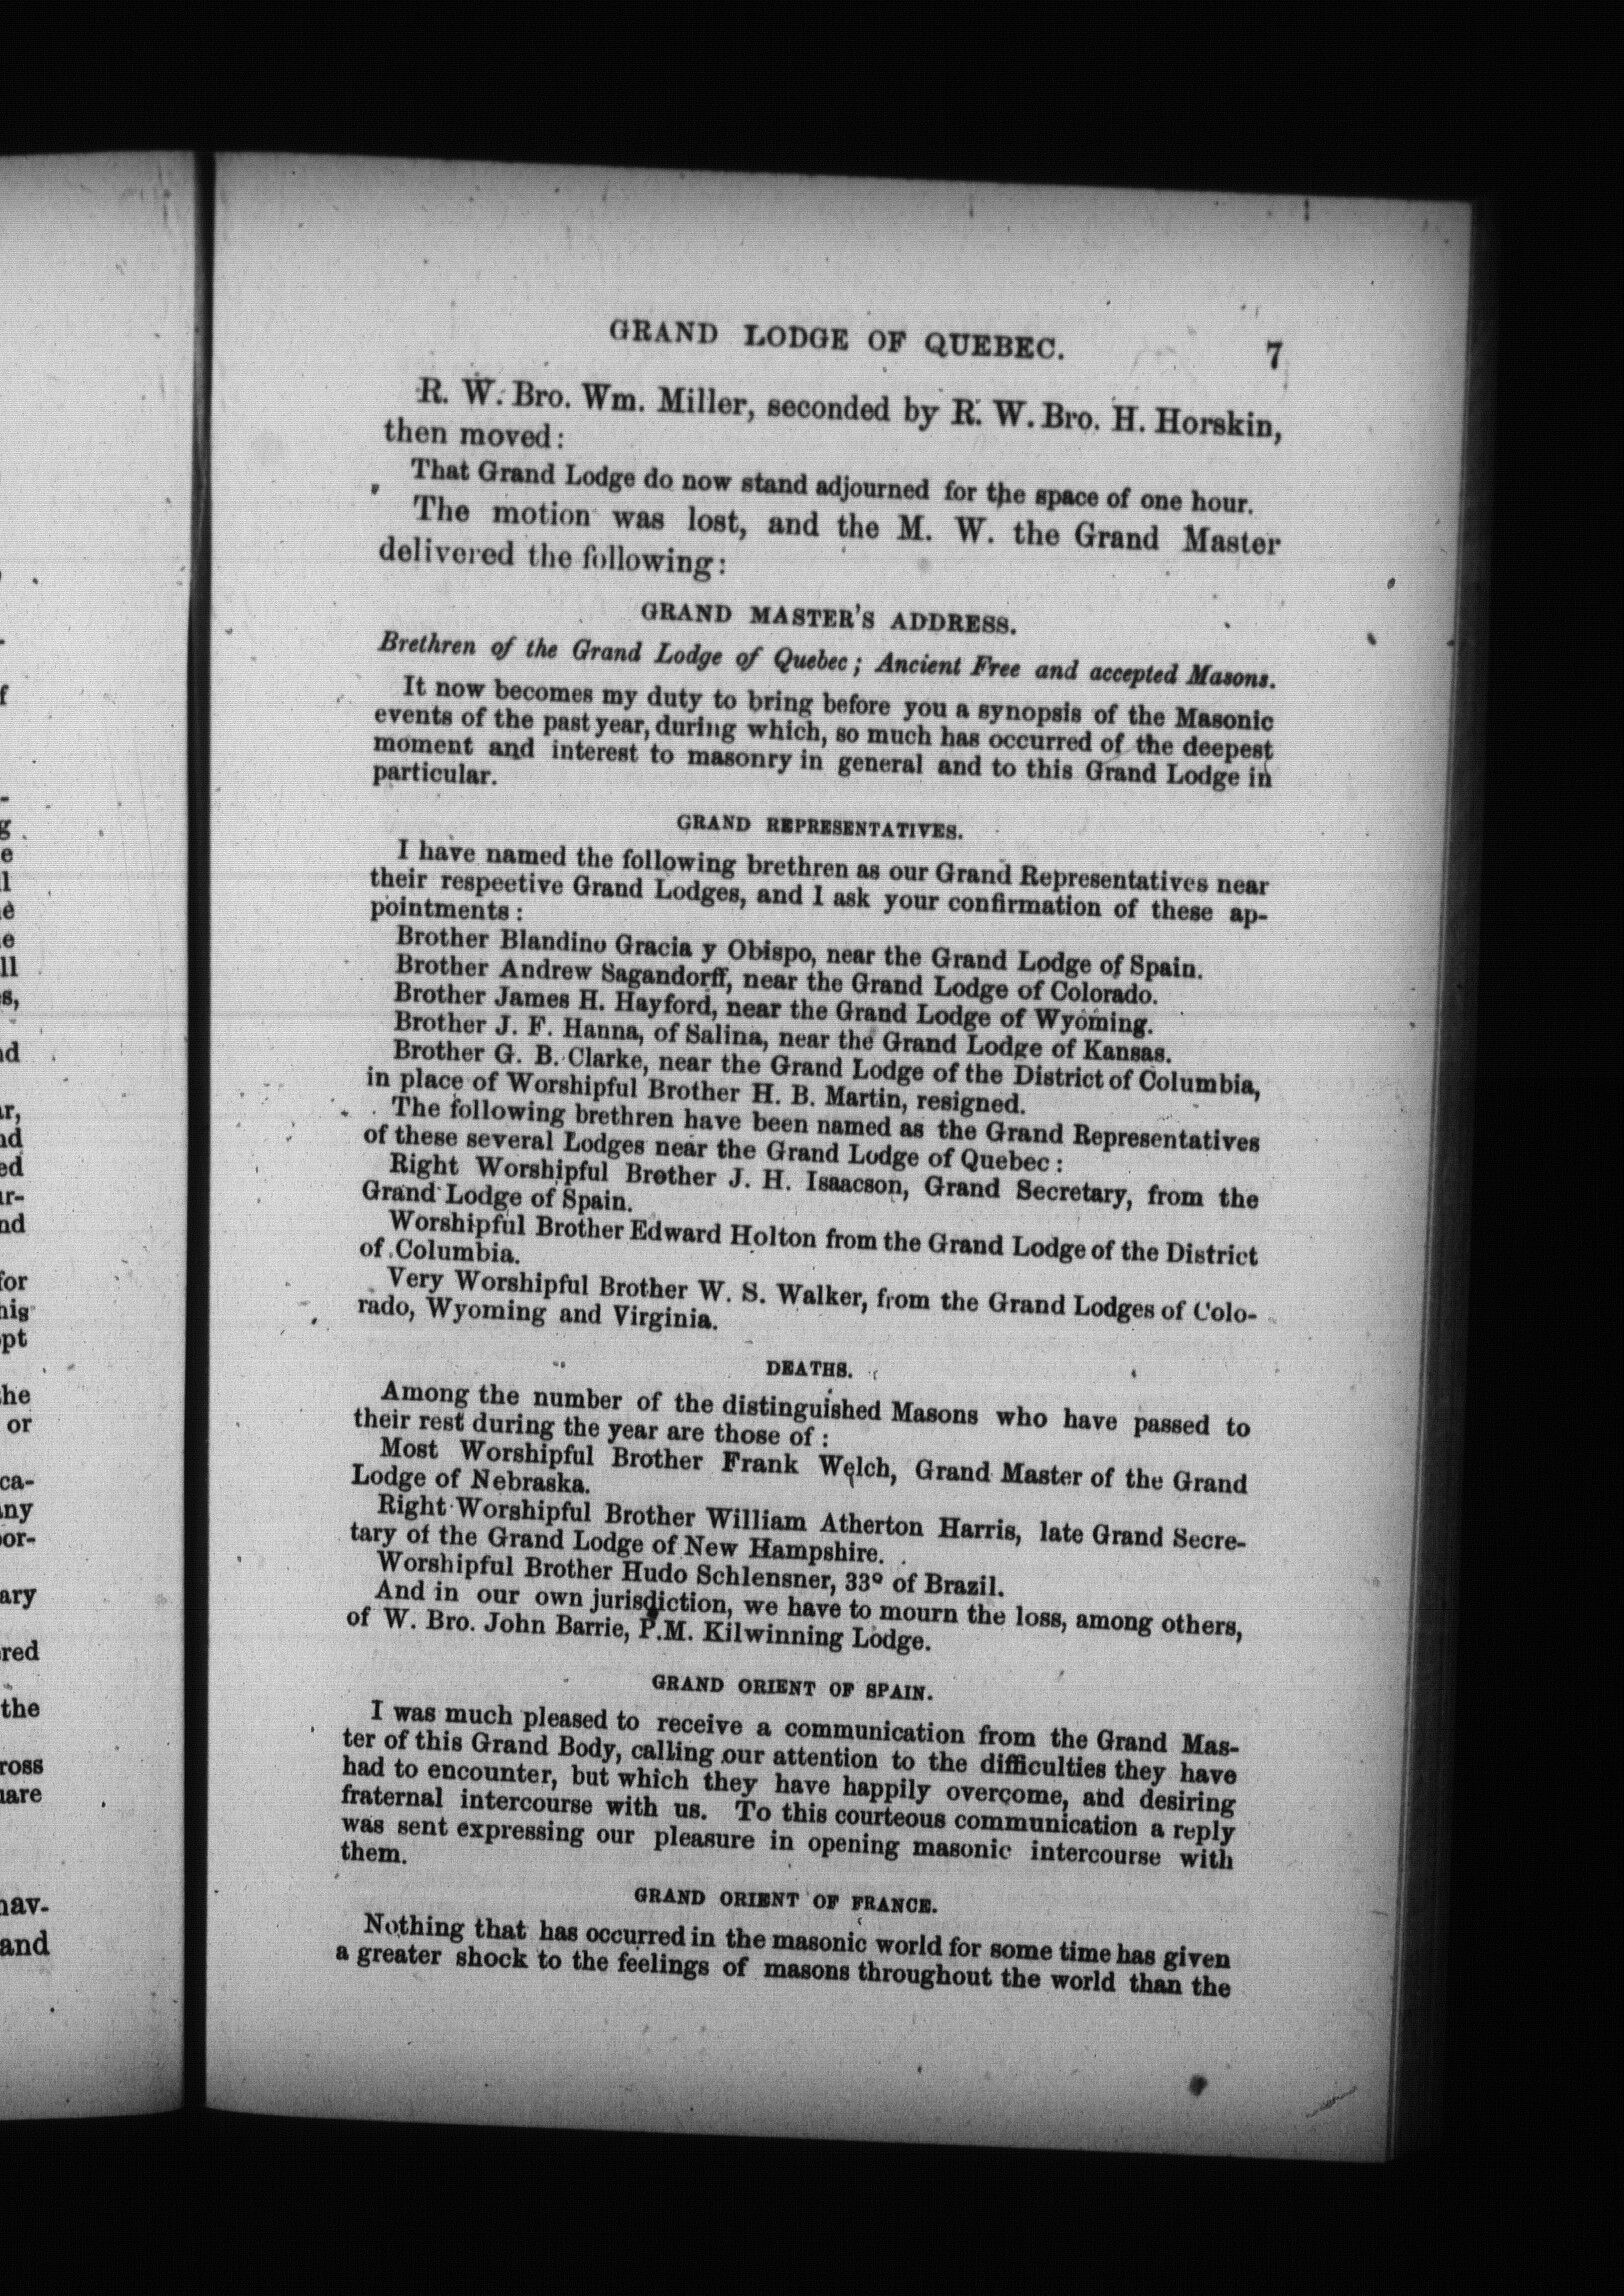 GRAND LODGE OF QUEBEC. 7
R. W. Bro. Wm. Miller, seconded by R. W. Bro. H. Horskin,
then moved:
That Grand Lodge do now stand adjourned for the space of one hour.
The motion was lost, and the M. W. the Grand Master
delivered the following:
GRAND MASTER'S ADDRESS.
Brethren of the Grand Lodge of Quebec; Ancient Free and accepted Masons.
It now becomes my duty to bring before you a synopsis of the Masonic
events of the past year, during which, so much has occurred of the deepest
moment and interest to masonry in general and to this Grand Lodge in
particular.
GRAND REPRESENTATIVES.
I have named the following brethren as our Grand Representatives near
their respeetive Grand Lodges, and I ask your confirmation of these ap-
pointments:
Brother Blandino Gracia y Obispo, near the Grand Lodge of Spain.
Brother Andrew Sagandorff, near the Grand Lodge of Colorado.
Brother James H. Hayford, near the Grand Lodge of Wyoming.
Brother J. F. Hanna, of Salina, near the Grand Lodge of Kansas.
Brother G. B. Clarke, near the Grand Lodge of the District of Columbia,
in place of Worshipful Brother H. B. Martin, resigned.
The following brethren have been named as the Grand Representatives
of these several Lodges near the Grand Lodge of Quebec:
Right Worshipful Brother J. H. Isaacson, Grand Secretary, from the
Grand Lodge of Spain.
Worshipful Brother Edward Holton from the Grand Lodge of the District
of Columbia.
Very Worshipful Brother W. S. Walker, from the Grand Lodges of Colo-
rado, Wyoming and Virginia.
DEATHS.
Among the number of the distinguished Masons who have passed to
their rest during the year are those of:
Most Worshipful Brother Frank Welch, Grand Master of the Grand
Lodge of Nebraska.
Right Worshipful Brother William Atherton Harris, late Grand Secre-
tary of the Grand Lodge of New Hampshire.
Worshipful Brother Hudo Schlensner, 33° of Brazil.
And in our own jurisdiction, we have to mourn the loss, among others,
of W. Bro. John Barrie, P.M. Kilwinning Lodge.
GRAND ORIENT OF SPAIN.
I was much pleased to receive a communication from the Grand Mas-
ter of this Grand Body, calling our attention to the difficulties they have
had to encounter, but which they have happily overcome, and desiring
fraternal intercourse with us. To this courteous communication a reply
was sent expressing our pleasure in opening masonic intercourse with
them.
GRAND ORIENT OF FRANCE.
Nothing that has occurred in the masonic world for some time has given
a greater shock to the feelings of masons throughout the world than the